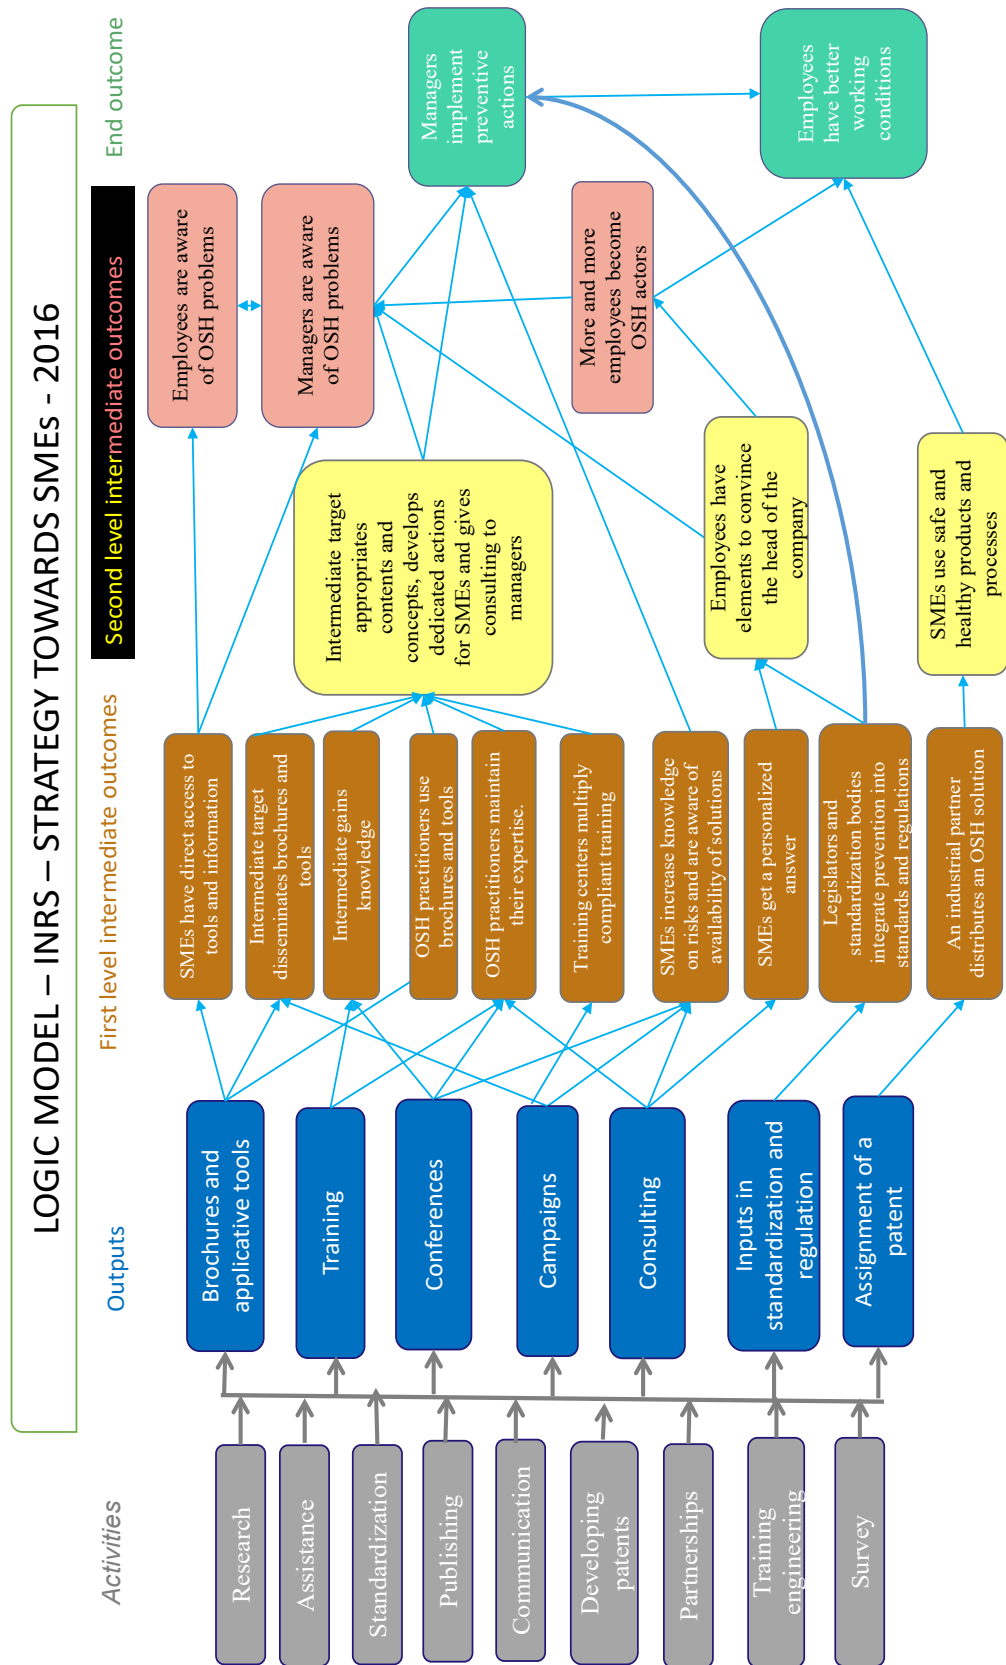 LOGIC MODEL – INRS – STRATEGY TOWARDS SMEs - 2016
Activities
Outputs
First level intermediate outcomes
Second level intermediate outcomes
End outcome
Research
Assistance
Standardization
Publishing
Communication
Developing
patents
Partnerships
Training
engineering
Survey
Brochures and
applicative tools
Training
Conferences
Campaigns
Consulting
Inputs in
standardization and
regulation
Assignment of a
patent
SMEs have direct access to
tools and information
Intermediate target
disseminates brochures and
tools
Intermediate gains
knowledge
OSH practitioners use
brochures and tools
OSH practitioners maintain
their expertise.
Training centers multiply
compliant training
SMEs increase knowledge
on risks and are aware of
availability of solutions
SMEs get a personalized
answer
Legislators and
standardization bodies
integrate prevention into
standards and regulations
An industrial partner
distributes an OSH solution
Intermediate target
appropriates
contents and
concepts, develops
dedicated actions
for SMEs and gives
consulting to
managers
Employees have
elements to convince
the head of the
company
SMEs use safe and
healthy products and
processes
Employees are aware
of OSH problems
Managers are aware
of OSH problems
More and more
employees become
OSH actors
Managers
implement
preventive
actions
Employees
have better
working
conditions